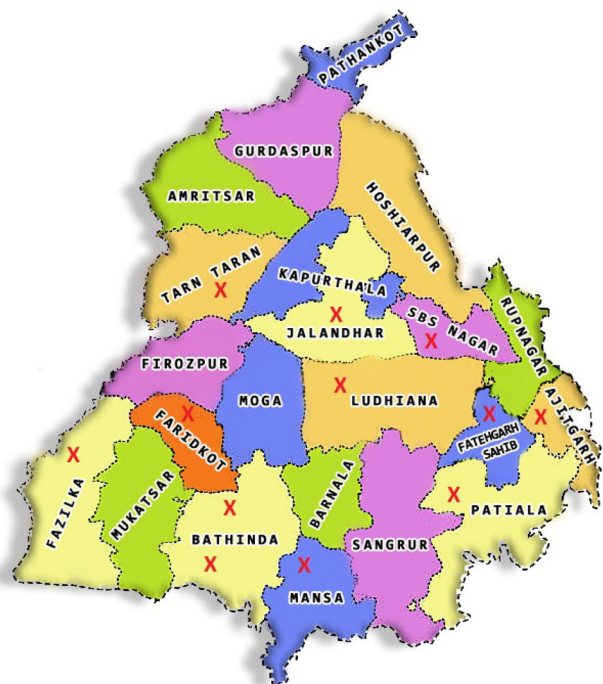 PATHANKOT
GURDASPUR
AMRITSAR
HOSHIARPUR
TARN TARAN
X
KAPURTHALA
X
JALANDHAR
SBS NAGAR
X
RUPNAGAR
FIROZPUR
MOGA
X
LUDHIANA
X
FARIDKOT
X
FATEHGARH
SAHIB
X
AJITGARH
X
FAZILKA
MUKATSAR
X
BATHINDA
X
BARNALA
SANGRUR
X
PATIALA
X
MANSA